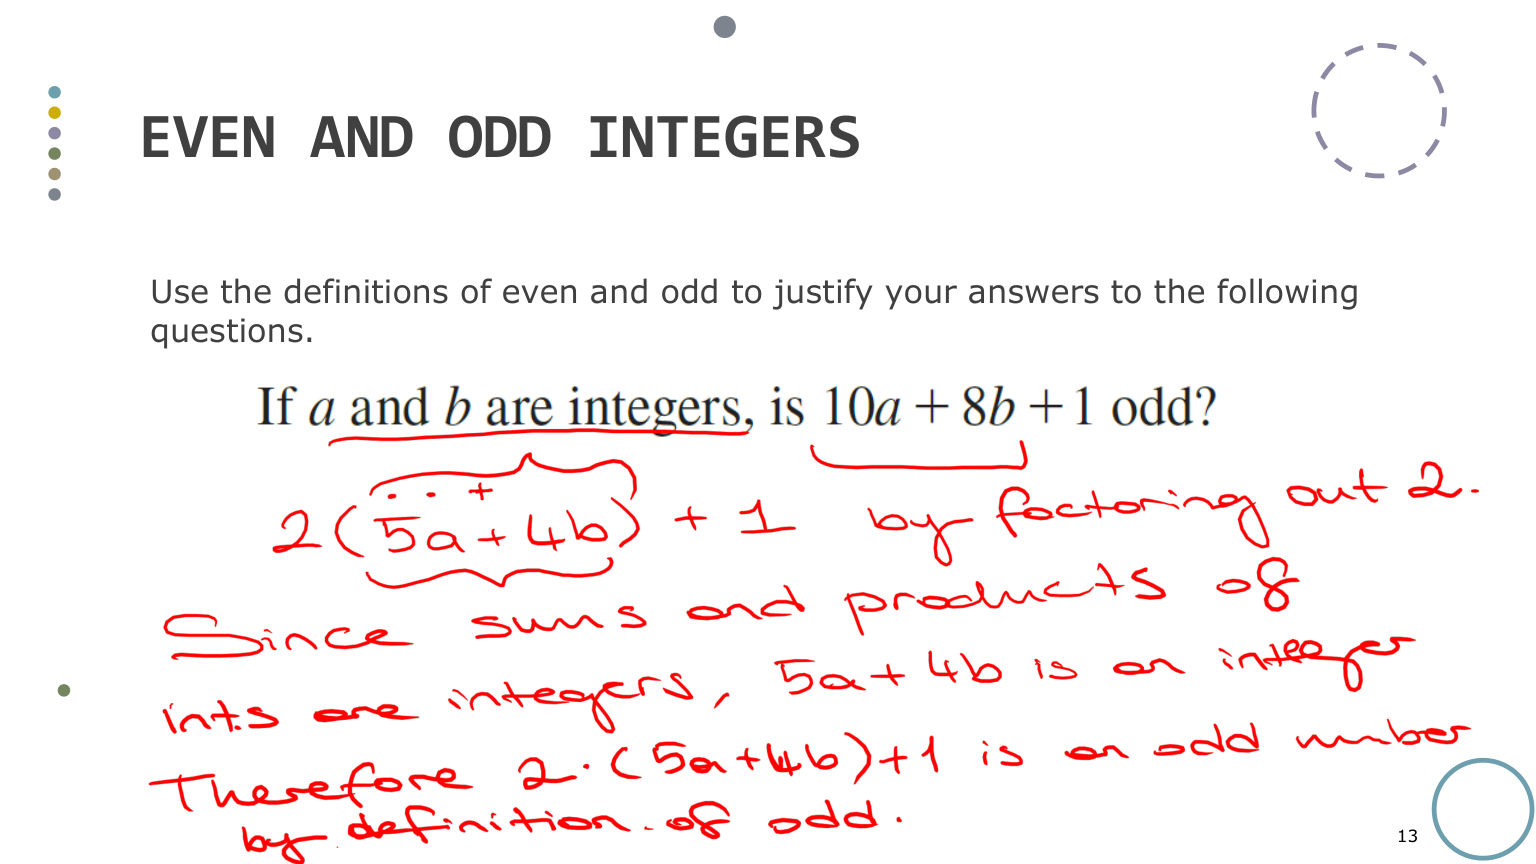 EVEN AND ODD INTEGERS
Use the definitions of even and odd to justify your answers to the following
questions.
If a and b are integers, is 10a + 8b + 1 odd?
. . +
2(5a+4b) + 1 by factoring out 2.
Since sums and products of
ints are integers, 5a+4b is an integer
Therefore 2·(5a+4b)+1 is an odd number
by definition of odd.
13